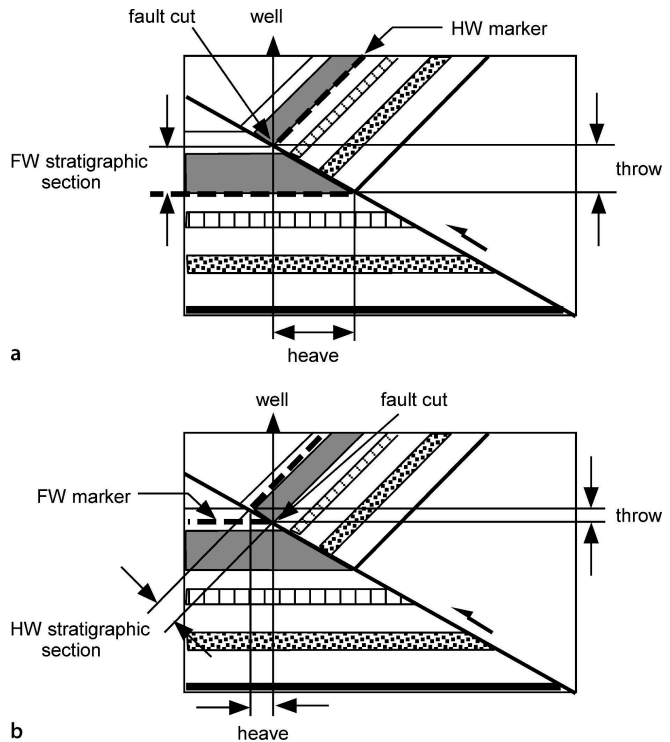 fault cut
well
HW marker
FW stratigraphic
section
throw
heave
a
well
fault cut
FW marker
throw
HW stratigraphic
section
heave
b